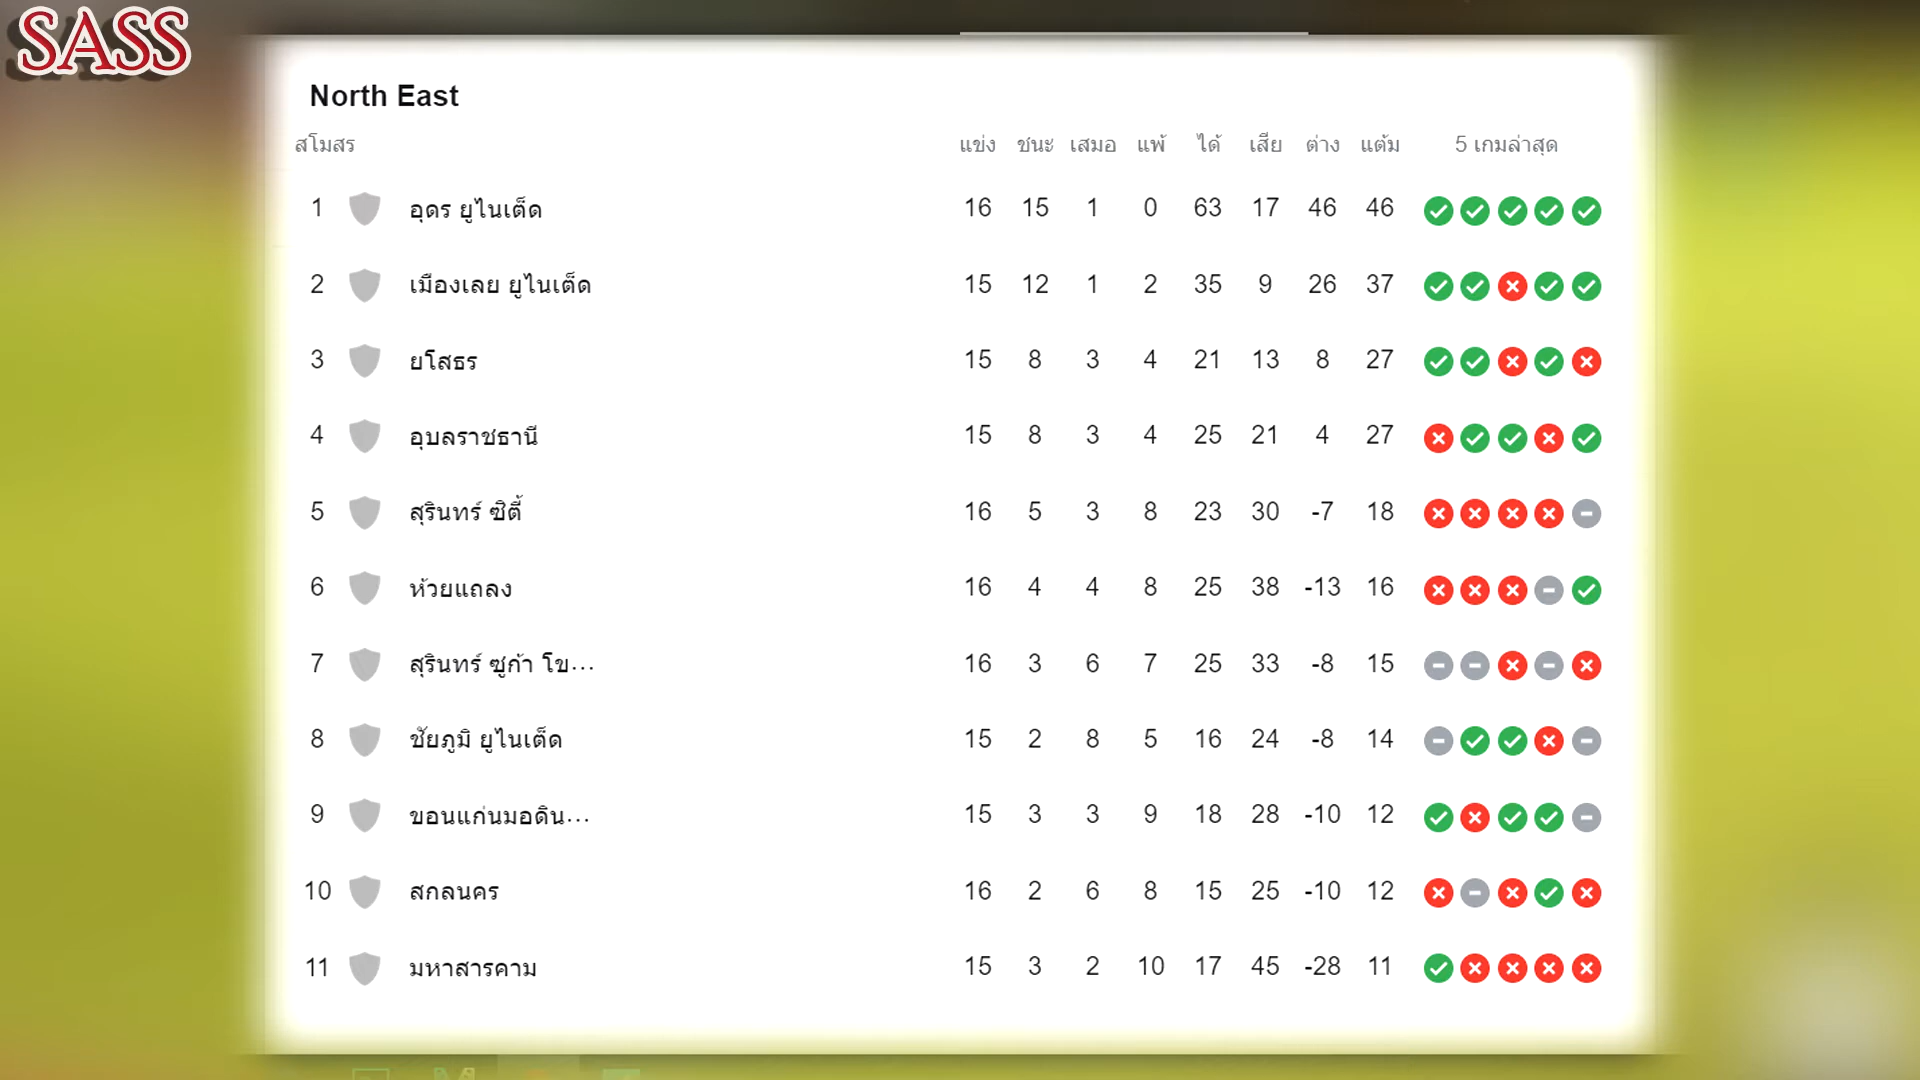 SASS
North East
สโมสร แข่ง ชนะ เสมอ แพ้ ได้ เสีย ต่าง แต้ม 5 เกมล่าสุด
1 อุดร ยูไนเต็ด 16 15 1 0 63 17 46 46
2 เมืองเลย ยูไนเต็ด 15 12 1 2 35 9 26 37
3 ยโสธร 15 8 3 4 21 13 8 27
4 อุบลราชธานี 15 8 3 4 25 21 4 27
5 สุรินทร์ ซิตี้ 16 5 3 8 23 30 -7 18
6 ห้วยแถลง 16 4 4 8 25 38 -13 16
7 สุรินทร์ ซูก้า โข... 16 3 6 7 25 33 -8 15
8 ชัยภูมิ ยูไนเต็ด 15 2 8 5 16 24 -8 14
9 ขอนแก่นมอดิน... 15 3 3 9 18 28 -10 12
10 สกลนคร 16 2 6 8 15 25 -10 12
11 มหาสารคาม 15 3 2 10 17 45 -28 11